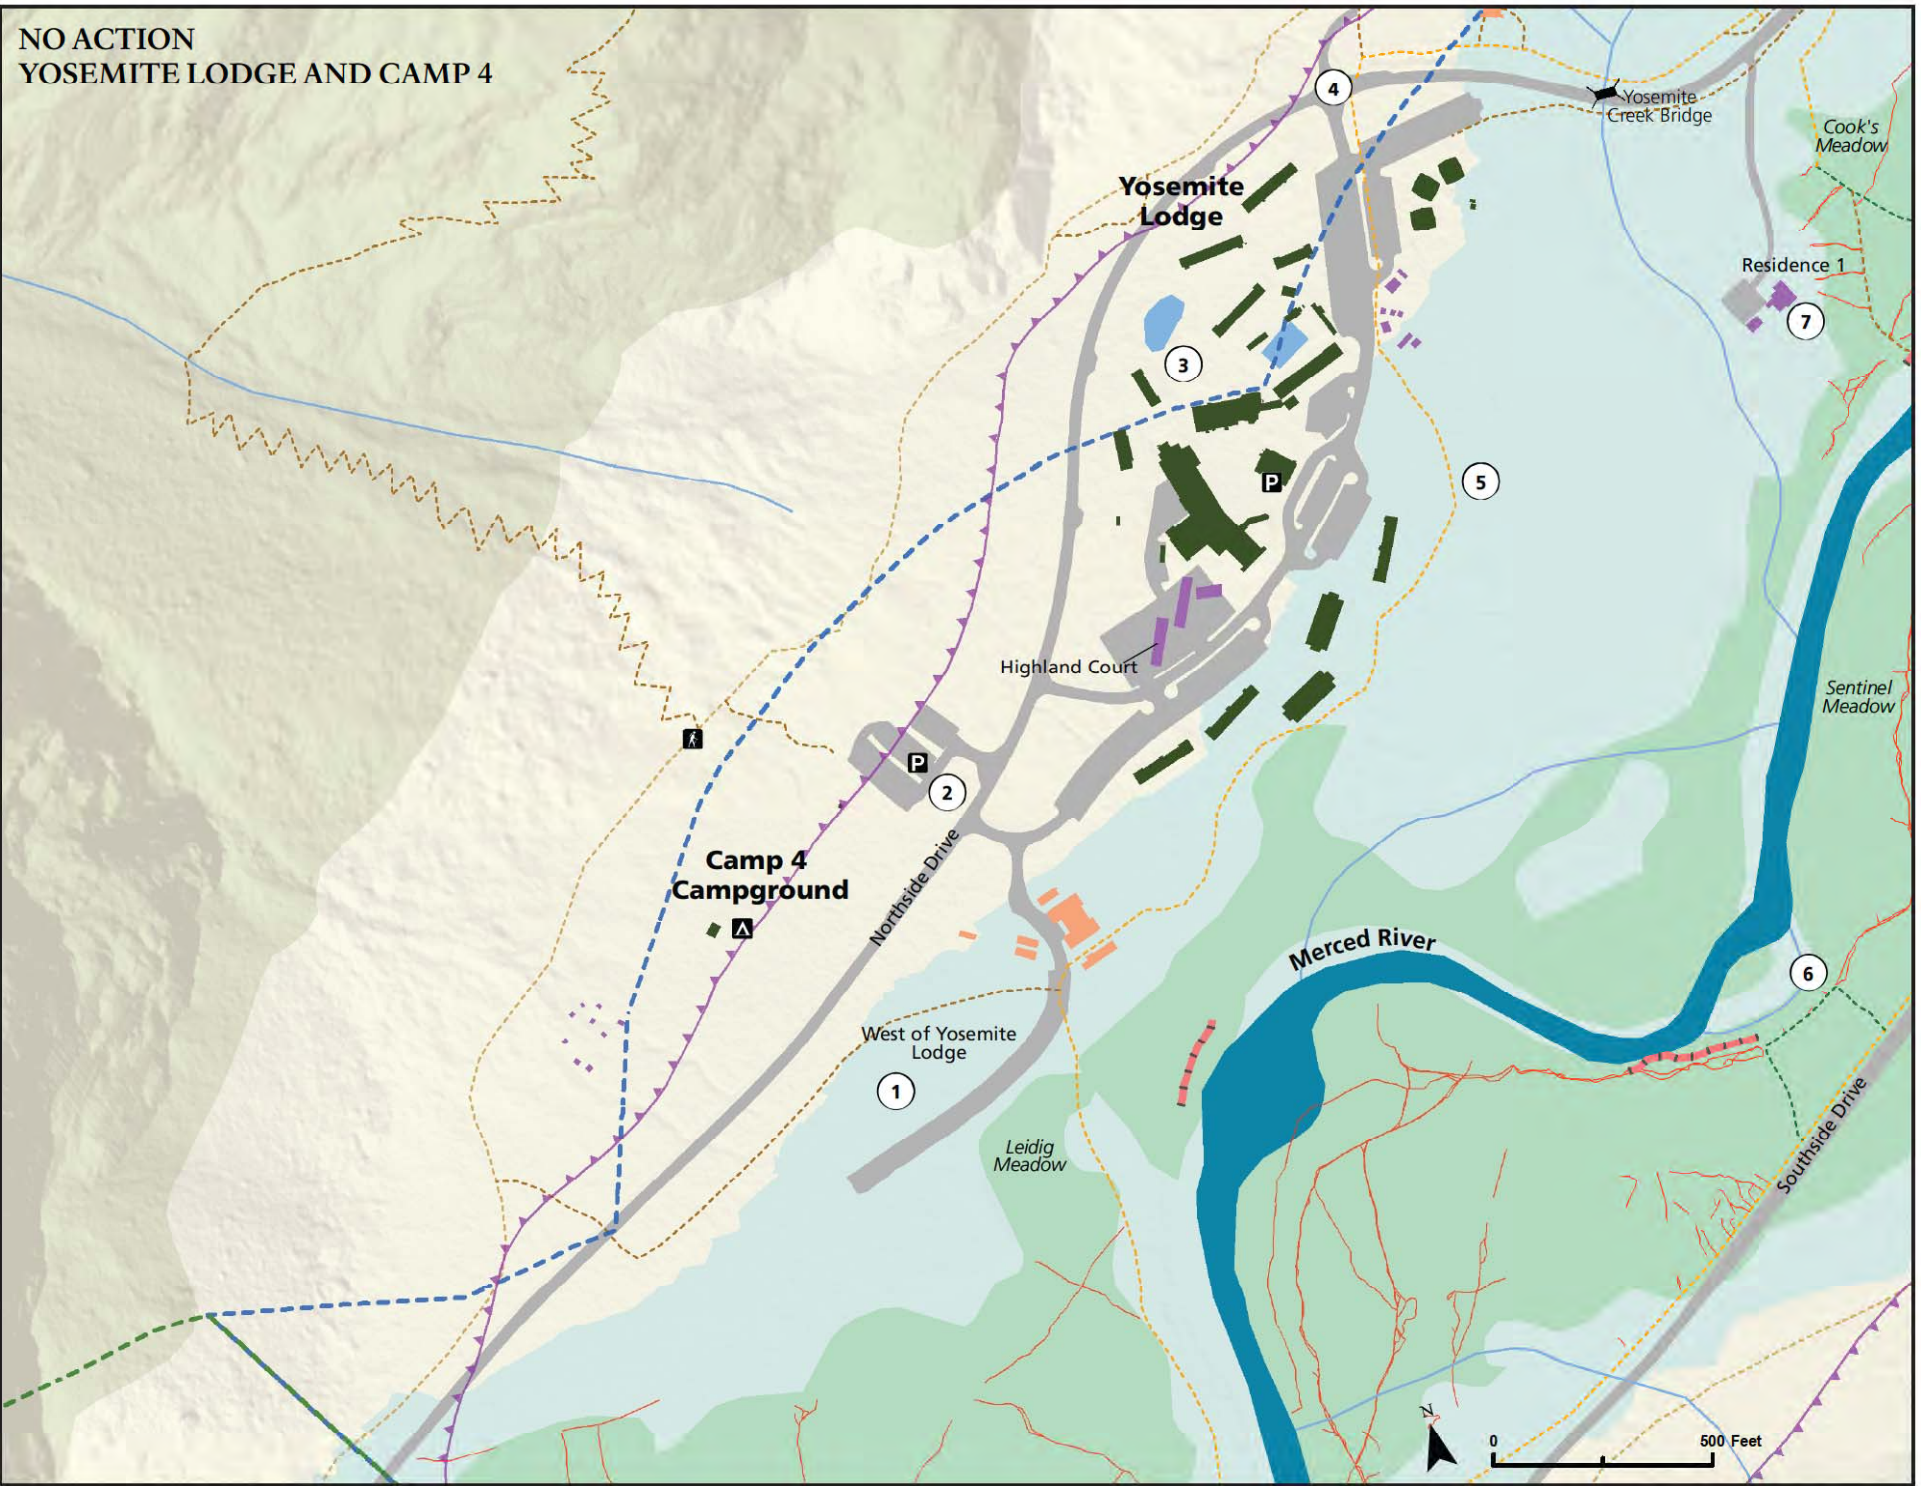 NO ACTION
YOSEMITE LODGE AND CAMP 4
4
Yosemite
Creek Bridge
Cook's
Meadow
Yosemite
Lodge
Residence 1
7
3
P
5
Highland Court
Sentinel
Meadow
P
2
Northside Drive
Camp 4
Campground
Merced River
6
West of Yosemite
Lodge
1
Leidig
Meadow
Southside Drive
N
0
500 Feet